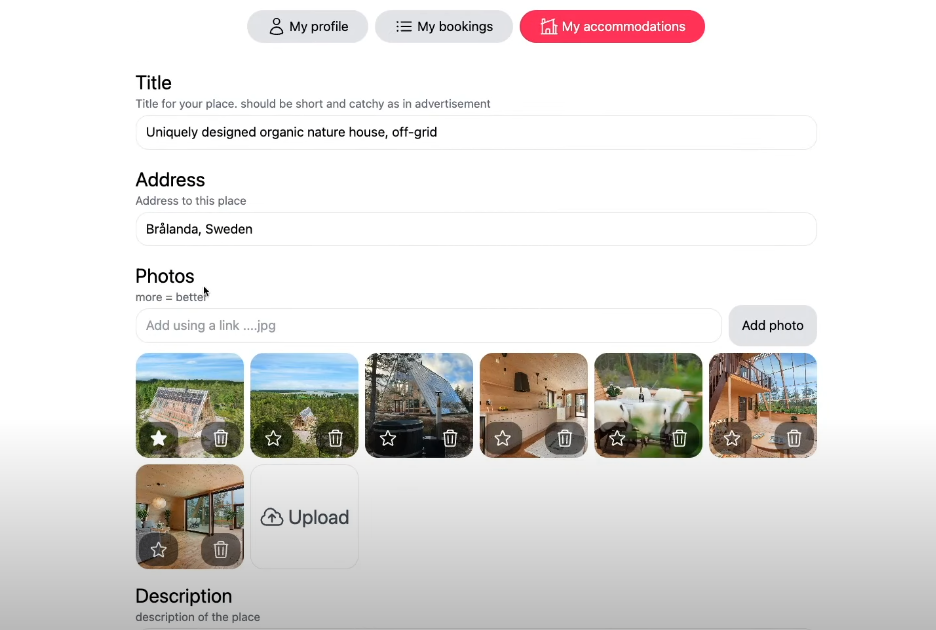 My profile
My bookings
My accommodations
Title
Title for your place. should be short and catchy as in advertisement
Uniquely designed organic nature house, off-grid
Address
Address to this place
Brålanda, Sweden
Photos
more = better
Add using a link ....jpg
Add photo
Upload
Description
description of the place